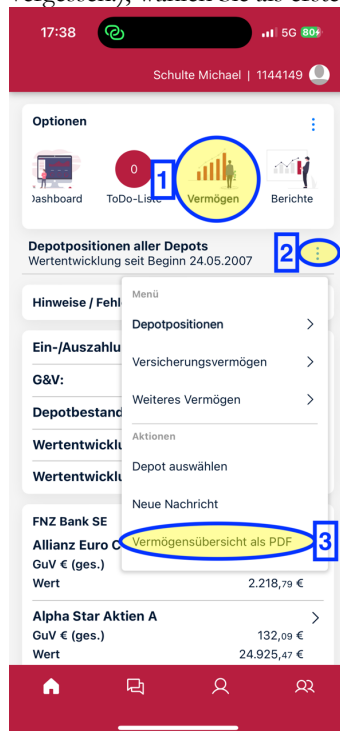 17:38 5G 80
Schulte Michael | 1144149
Optionen
0
1
Dashboard ToDo-Liste Vermögen Berichte
Depotpositionen aller Depots
Wertentwicklung seit Beginn 24.05.2007
2
Hinweise / Fehl
Menü
Depotpositionen
Ein-/Auszahlu
Versicherungsvermögen
G&V:
Weiteres Vermögen
Depotbestand
Aktionen
Wertentwicklu
Depot auswählen
Wertentwicklu
Neue Nachricht
FNZ Bank SE
Vermögensübersicht als PDF
3
Allianz Euro C
GuV € (ges.)
Wert 2.218,79 €
Alpha Star Aktien A
GuV € (ges.) 132,09 €
Wert 24.925,47 €